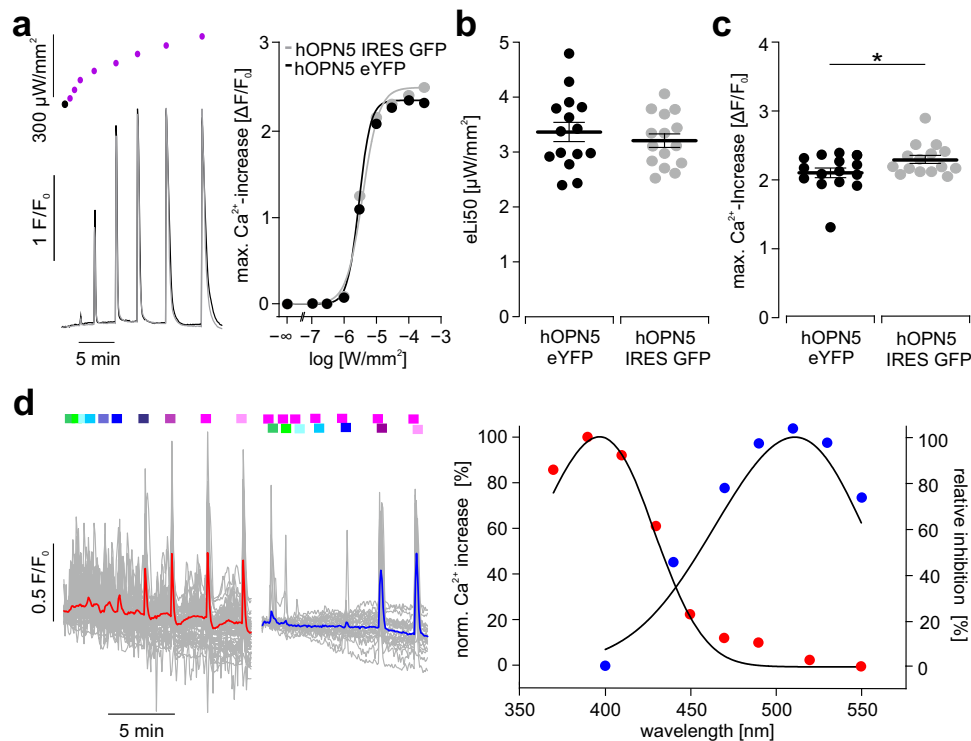 a
300 µW/mm²
1 F/F₀
5 min
max. Ca²⁺-increase [ΔF/F₀]
3
2
1
0
hOPN5 IRES GFP
hOPN5 eYFP
−∞ −7 −6 −5 −4 −3
log [W/mm²]
b
eLi50 [µW/mm²]
5
4
3
2
1
0
hOPN5 eYFP
hOPN5 IRES GFP
c
max. Ca²⁺-Increase [ΔF/F₀]
4
3
2
1
0
*
hOPN5 eYFP
hOPN5 IRES GFP
d
0.5 F/F₀
5 min
norm. Ca²⁺ increase [%]
100
80
60
40
20
0
350 400 450 500 550
wavelength [nm]
100
80
60
40
20
0
relative inhibition [%]